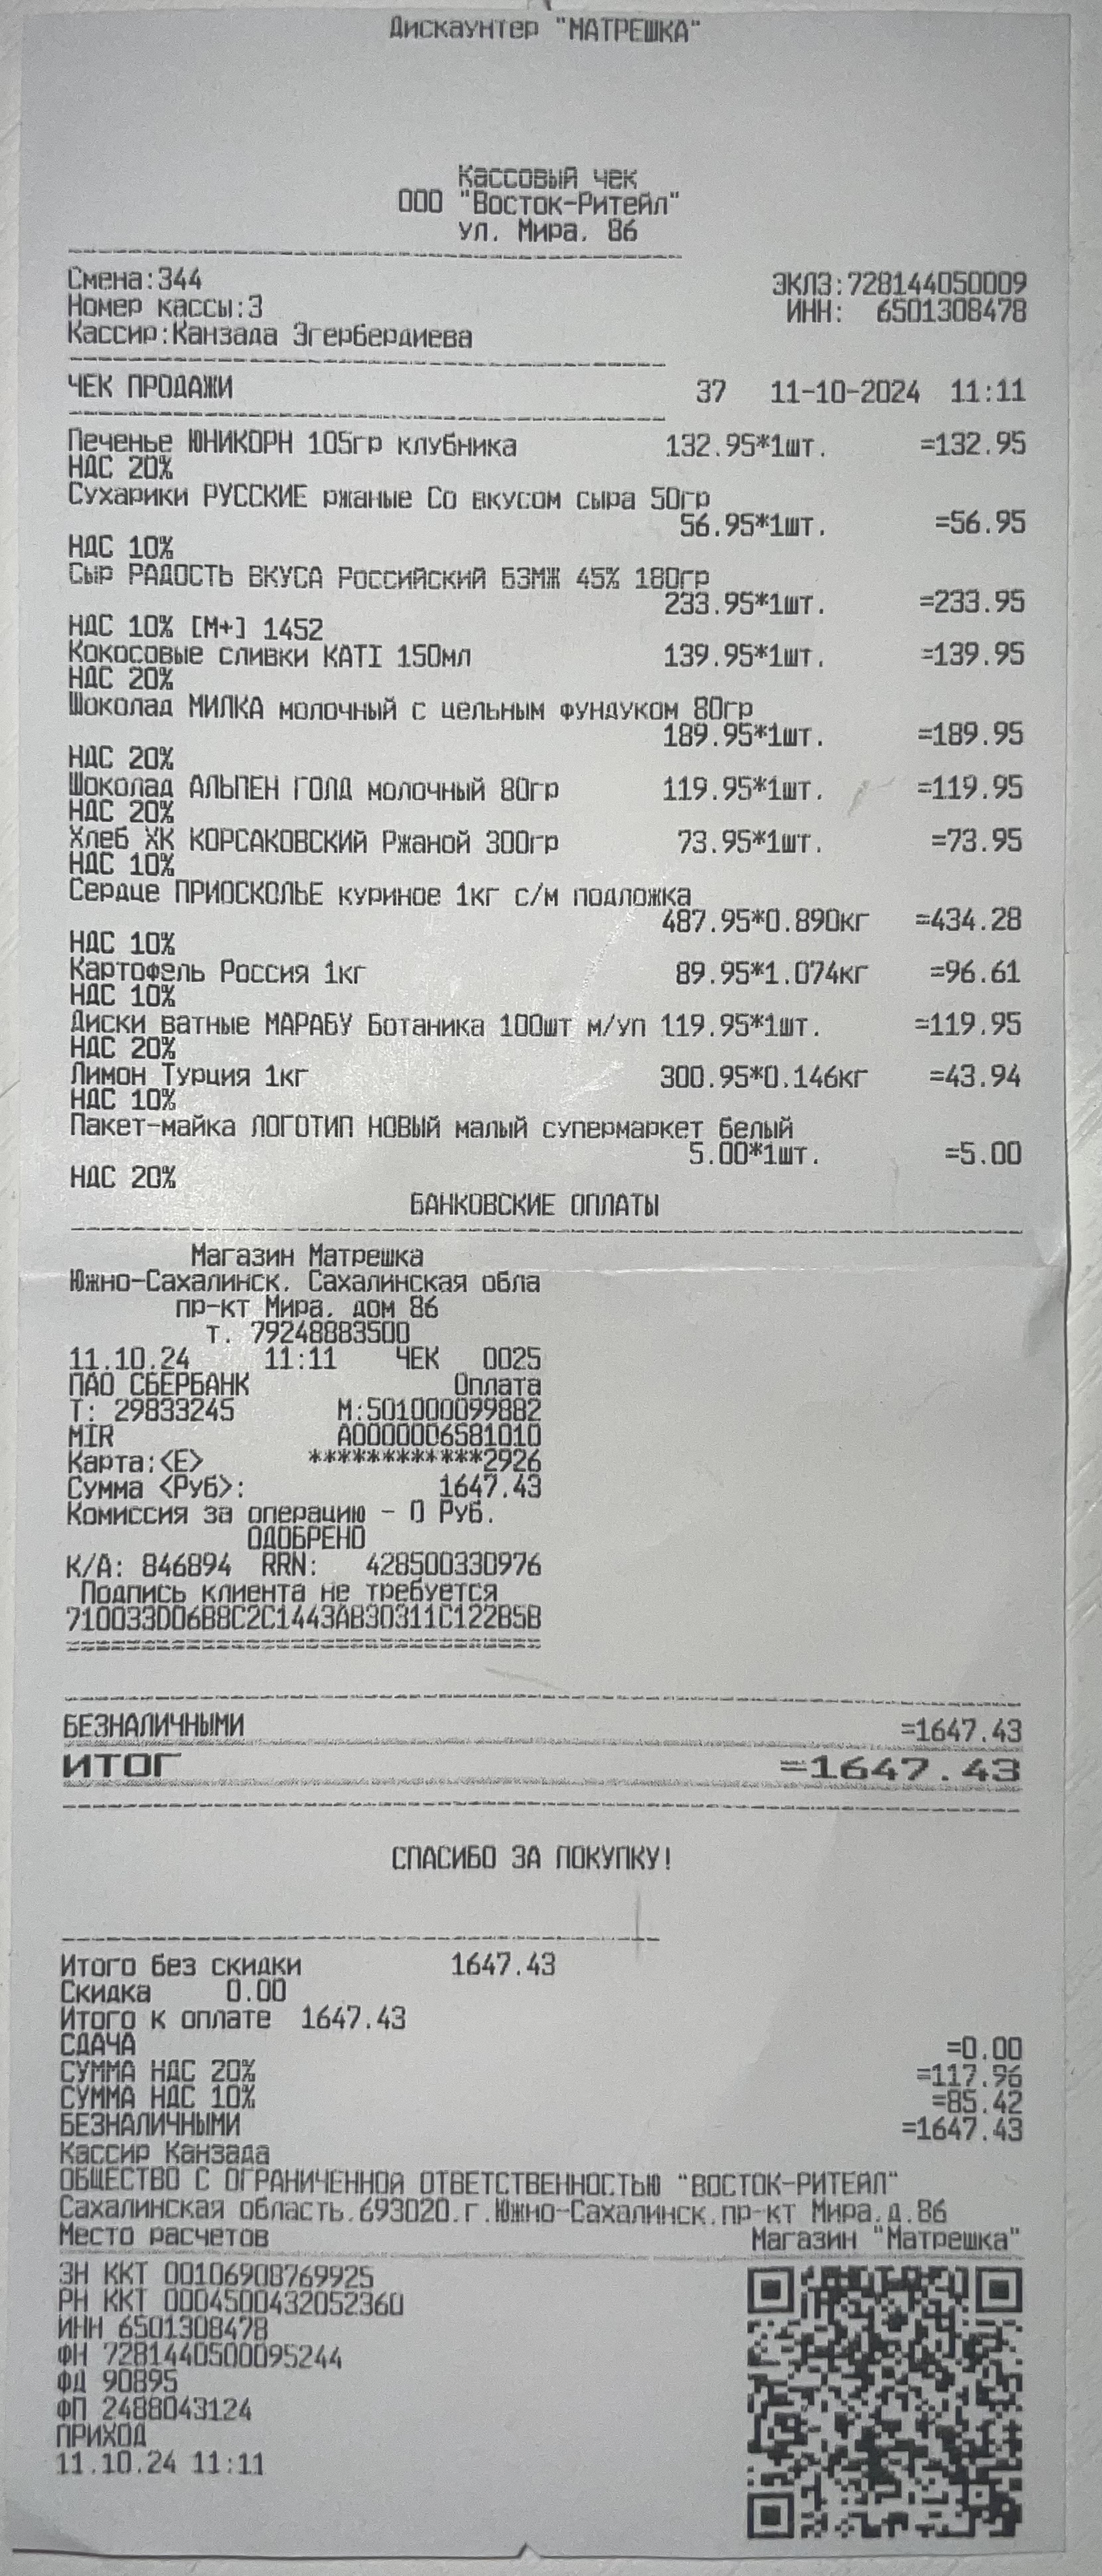 Дискаунтер "МАТРЕШКА"
Кассовый чек
ООО "Восток-Ритейл"
ул. Мира, 86
Смена:344 ЭКЛЗ:728144050009
Номер кассы:3 ИНН: 6501308478
Кассир:Канзада Эгербердиева
ЧЕК ПРОДАЖИ 37 11-10-2024 11:11
Печенье ЮНИКОРН 105гр клубника 132.95*1шт. =132.95
НДС 20%
Сухарики РУССКИЕ ржаные Со вкусом сыра 50гр
56.95*1шт. =56.95
НДС 10%
Сыр РАДОСТЬ ВКУСА Российский БЗМЖ 45% 180гр
233.95*1шт. =233.95
НДС 10% [М+] 1452
Кокосовые сливки KATI 150мл 139.95*1шт. =139.95
НДС 20%
Шоколад МИЛКА молочный с цельным фундуком 80гр
189.95*1шт. =189.95
НДС 20%
Шоколад АЛЬПЕН ГОЛД молочный 80гр 119.95*1шт. =119.95
НДС 20%
Хлеб ХК КОРСАКОВСКИЙ Ржаной 300гр 73.95*1шт. =73.95
НДС 10%
Сердце ПРИОСКОЛЬЕ куриное 1кг с/м подложка
487.95*0.890кг =434.28
НДС 10%
Картофель Россия 1кг 89.95*1.074кг =96.61
НДС 10%
Диски ватные МАРАБУ Ботаника 100шт м/уп 119.95*1шт. =119.95
НДС 20%
Лимон Турция 1кг 300.95*0.146кг =43.94
НДС 10%
Пакет-майка ЛОГОТИП НОВЫЙ малый супермаркет белый
5.00*1шт. =5.00
НДС 20%
БАНКОВСКИЕ ОПЛАТЫ
Магазин Матрешка
Южно-Сахалинск, Сахалинская обла
пр-кт Мира, дом 86
т. 79248883500
11.10.24 11:11 ЧЕК 0025
ПАО СБЕРБАНК Оплата
Т: 29833245 М:501000099882
MIR A0000006581010
Карта:<E> ************2926
Сумма <Руб>: 1647.43
Комиссия за операцию - 0 Руб.
ОДОБРЕНО
К/А: 846894 RRN: 428500330976
Подпись клиента не требуется
710033D06B8C2C1443AB30311C122B5B
БЕЗНАЛИЧНЫМИ =1647.43
ИТОГ =1647.43
СПАСИБО ЗА ПОКУПКУ!
Итого без скидки 1647.43
Скидка 0.00
Итого к оплате 1647.43
СДАЧА =0.00
СУММА НДС 20% =117.96
СУММА НДС 10% =85.42
БЕЗНАЛИЧНЫМИ =1647.43
Кассир Канзада
ОБЩЕСТВО С ОГРАНИЧЕННОЙ ОТВЕТСТВЕННОСТЬЮ "ВОСТОК-РИТЕЙЛ"
Сахалинская область,693020,г.Южно-Сахалинск,пр-кт Мира,д.86
Место расчетов Магазин "Матрешка"
ЗН ККТ 00106908769925
РН ККТ 0004500432052360
ИНН 6501308478
ФН 7281440500095244
ФД 90895
ФП 2488043124
ПРИХОД
11.10.24 11:11